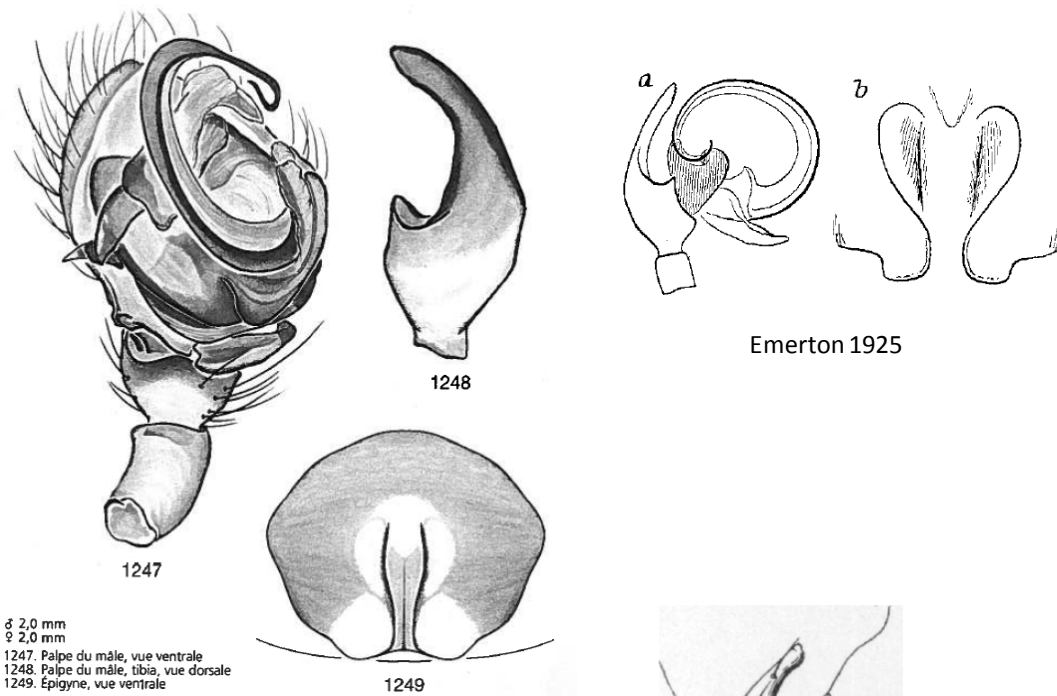 a
b
Emerton 1925
1248
1247
♂ 2,0 mm
♀ 2,0 mm
1247. Palpe du mâle, vue ventrale
1248. Palpe du mâle, tibia, vue dorsale
1249. Épigyne, vue ventrale
1249